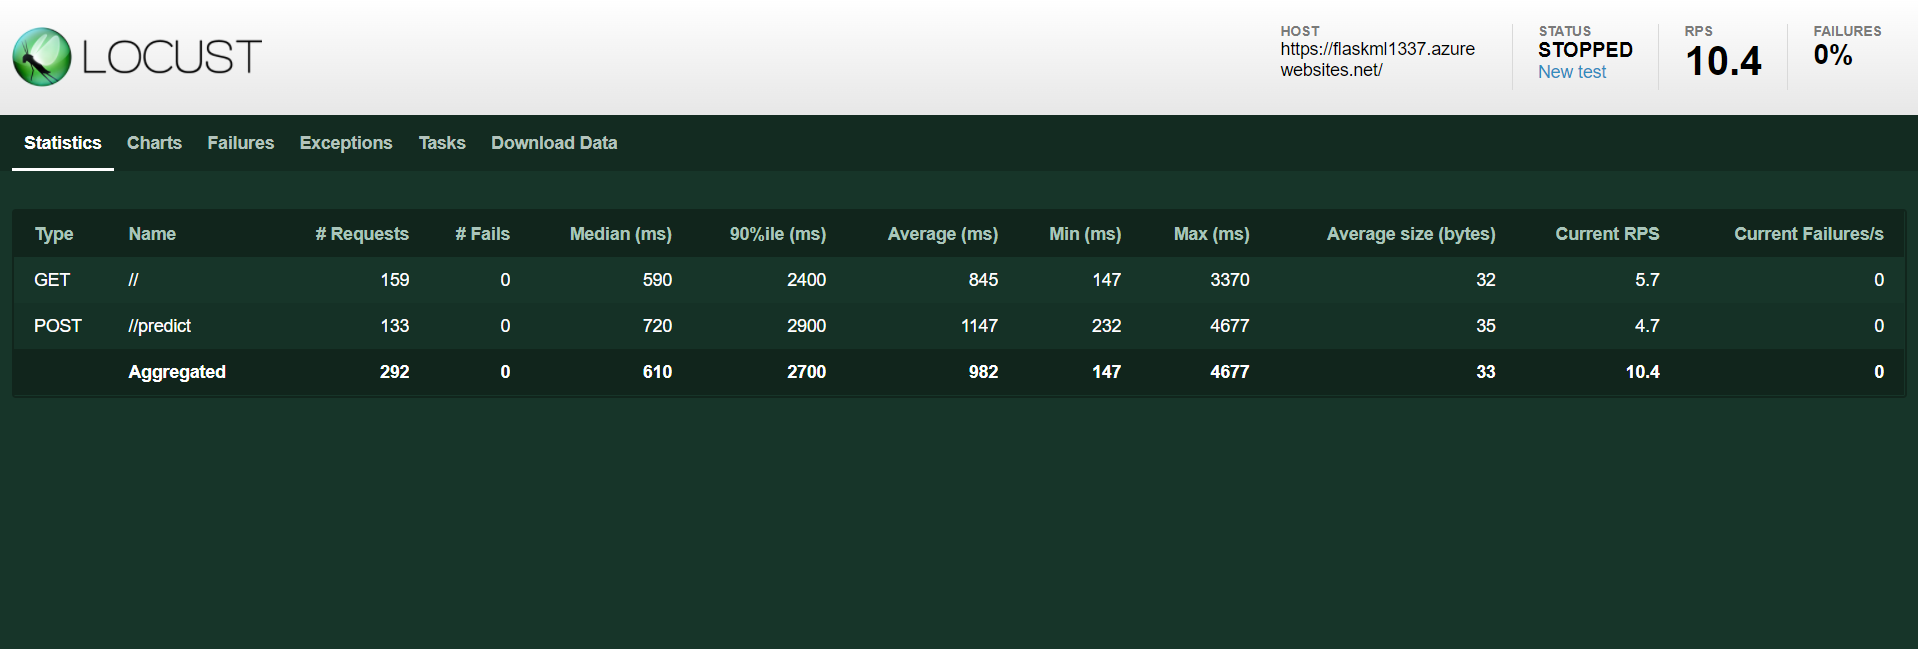 LOCUST
HOST
https://flaskml1337.azure
websites.net/
STATUS
STOPPED
New test
RPS
10.4
FAILURES
0%
Statistics Charts Failures Exceptions Tasks Download Data
Type Name # Requests # Fails Median (ms) 90%ile (ms) Average (ms) Min (ms) Max (ms) Average size (bytes) Current RPS Current Failures/s
GET // 159 0 590 2400 845 147 3370 32 5.7 0
POST //predict 133 0 720 2900 1147 232 4677 35 4.7 0
Aggregated 292 0 610 2700 982 147 4677 33 10.4 0